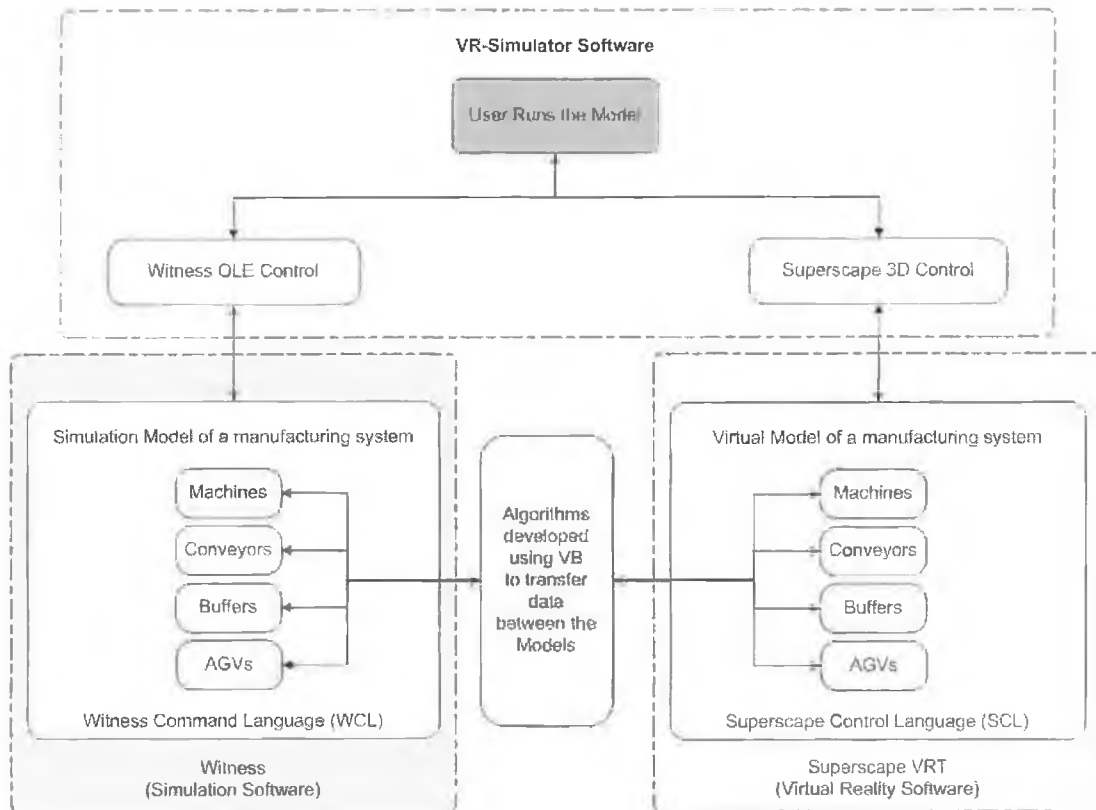 VR-Simulator Software
User Runs the Model
Witness OLE Control
Superscape 3D Control
Simulation Model of a manufacturing system
Machines
Conveyors
Buffers
AGVs
Witness Command Language (WCL)
Witness
(Simulation Software)
Algorithms
developed
using VB
to transfer
data
between the
Models
Virtual Model of a manufacturing system
Machines
Conveyors
Buffers
AGVs
Superscape Control Language (SCL)
Superscape VRT
(Virtual Reality Software)